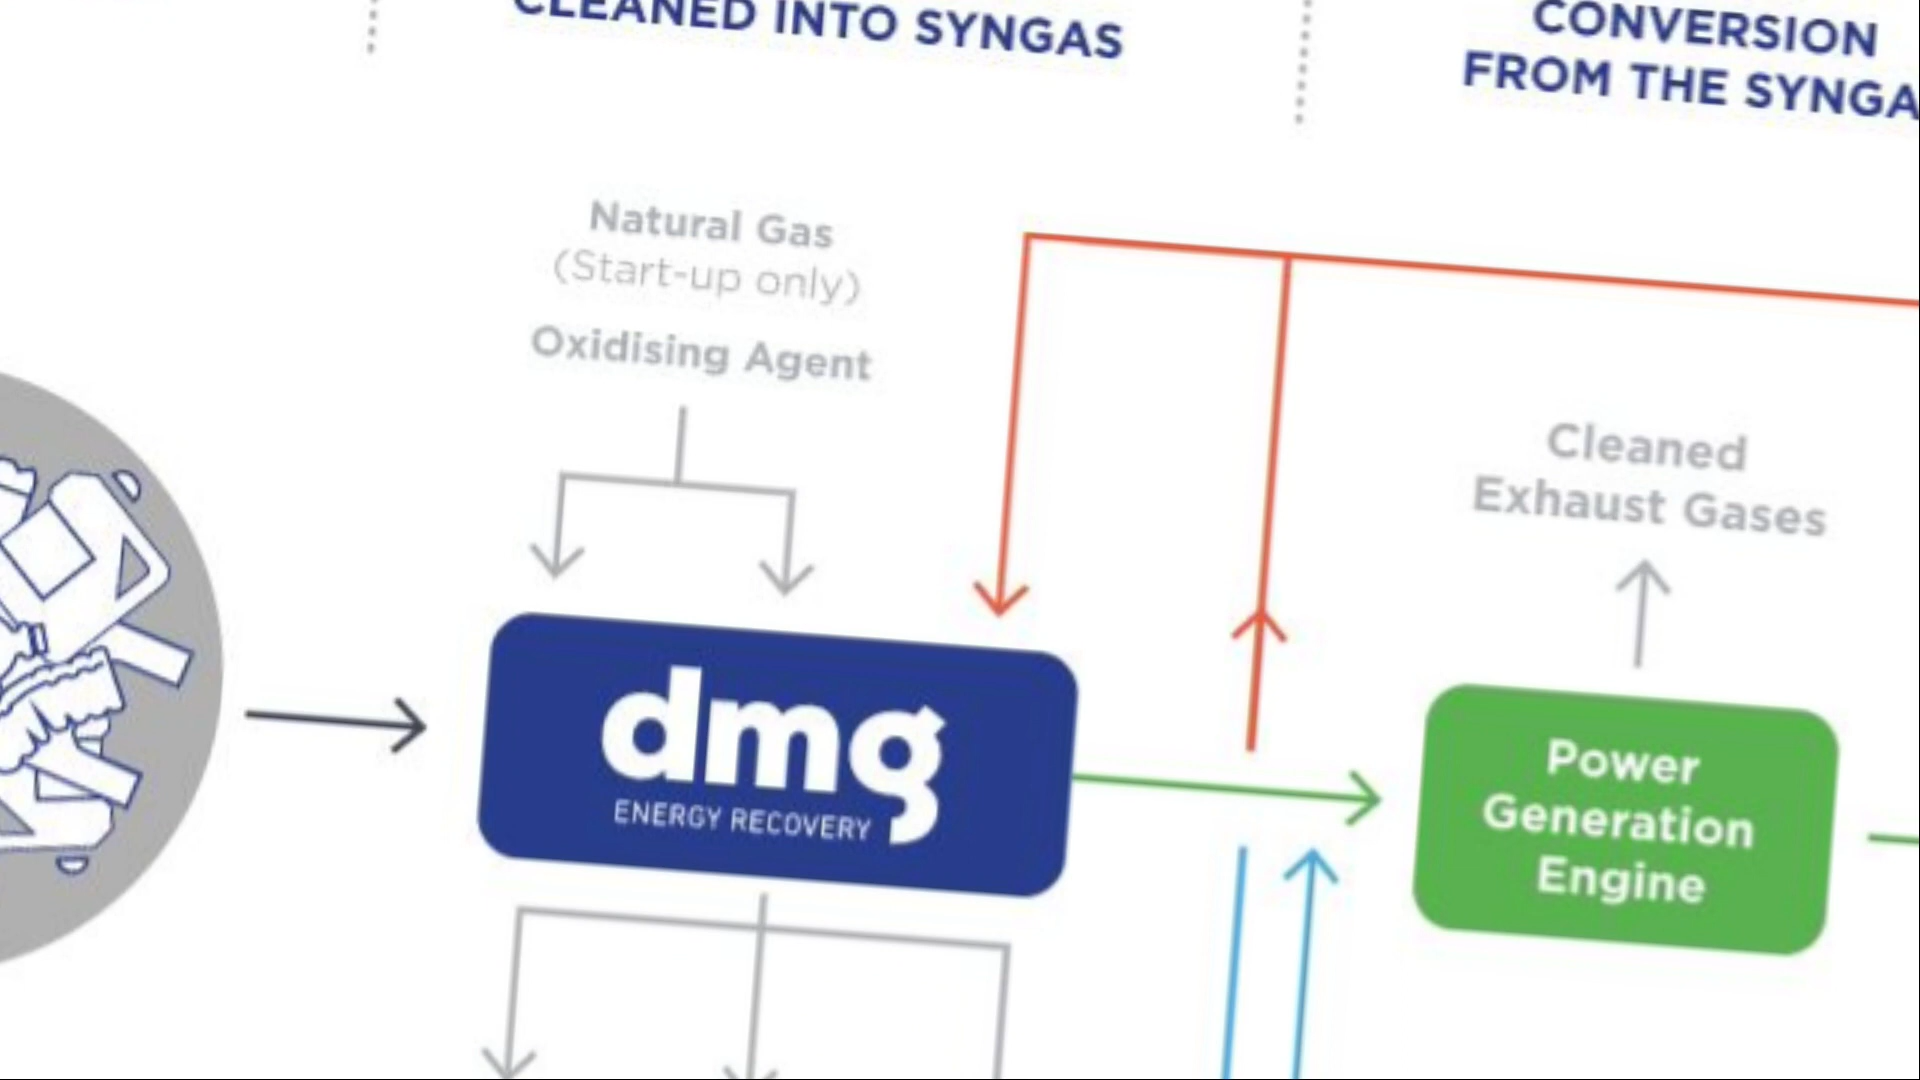 CLEANED INTO SYNGAS
CONVERSION
FROM THE SYNGA
Natural Gas
(Start-up only)
Oxidising Agent
Cleaned
Exhaust Gases
dmg
ENERGY RECOVERY
Power
Generation
Engine